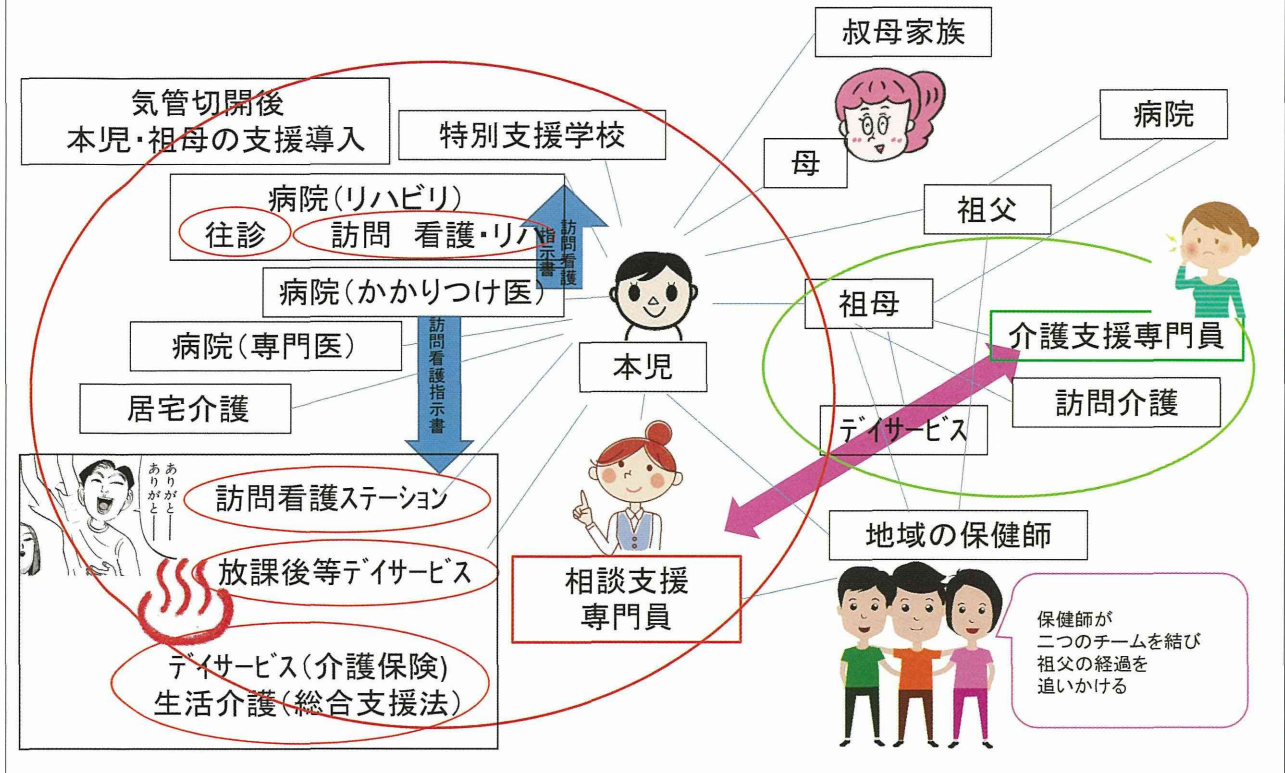 叔母家族
気管切開後
本児・祖母の支援導入
特別支援学校
病院
母
病院(リハビリ)
往診
訪問 看護・リハ
訪問看護
指示書
祖父
病院(かかりつけ医)
祖母
訪問看護指示書
病院(専門医)
介護支援専門員
本児
居宅介護
訪問介護
デイサービス
ありがとー
ありがとー
訪問看護ステーション
地域の保健師
放課後等デイサービス
相談支援
専門員
デイサービス(介護保険)
生活介護(総合支援法)
保健師が
二つのチームを結び
祖父の経過を
追いかける